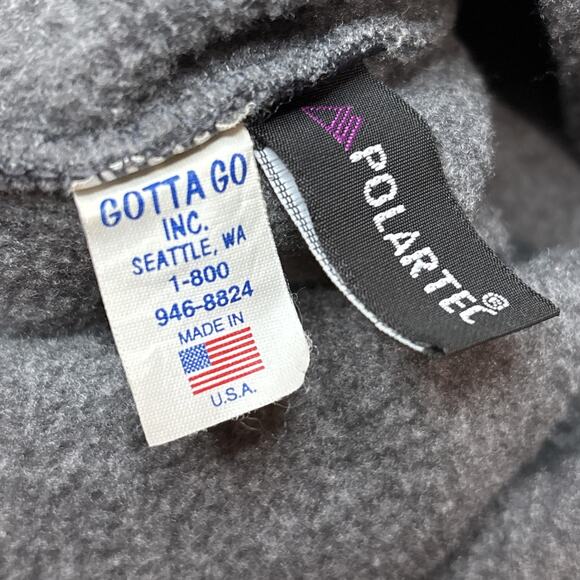 GOTTA GO
INC.
SEATTLE, WA
1-800
946-8824
MADE IN
U.S.A.
POLARTEC®